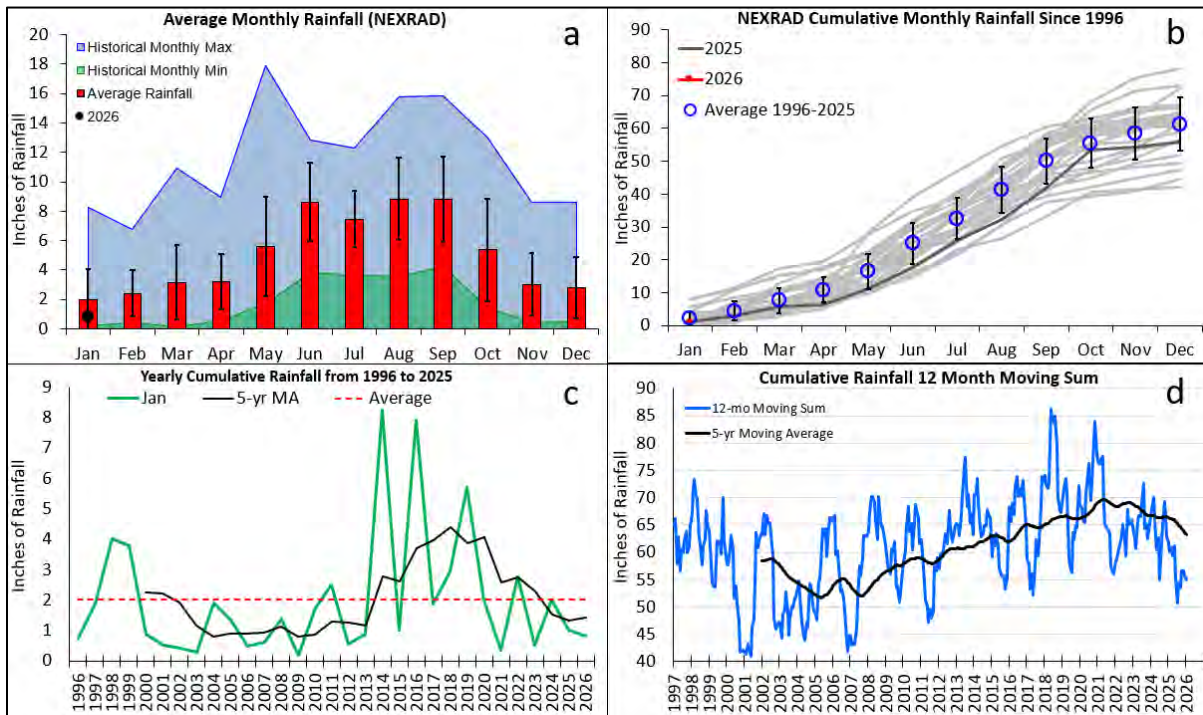 Average Monthly Rainfall (NEXRAD)
a
Inches of Rainfall
20
18
16
14
12
10
8
6
4
2
0
Historical Monthly Max
Historical Monthly Min
Average Rainfall
2026
Jan Feb Mar Apr May Jun Jul Aug Sep Oct Nov Dec
NEXRAD Cumulative Monthly Rainfall Since 1996
b
Inches of Rainfall
90
80
70
60
50
40
30
20
10
0
2025
2026
Average 1996-2025
Jan Feb Mar Apr May Jun Jul Aug Sep Oct Nov Dec
Yearly Cumulative Rainfall from 1996 to 2025
c
Jan 5-yr MA Average
Inches of Rainfall
9
8
7
6
5
4
3
2
1
0
1996 1997 1998 1999 2000 2001 2002 2003 2004 2005 2006 2007 2008 2009 2010 2011 2012 2013 2014 2015 2016 2017 2018 2019 2020 2021 2022 2023 2024 2025 2026
Cumulative Rainfall 12 Month Moving Sum
d
12-mo Moving Sum
5-yr Moving Average
Inches of Rainfall
90
85
80
75
70
65
60
55
50
45
40
1997 1998 1999 2000 2001 2002 2003 2004 2005 2006 2007 2008 2009 2010 2011 2012 2013 2014 2015 2016 2017 2018 2019 2020 2021 2022 2023 2024 2025 2026